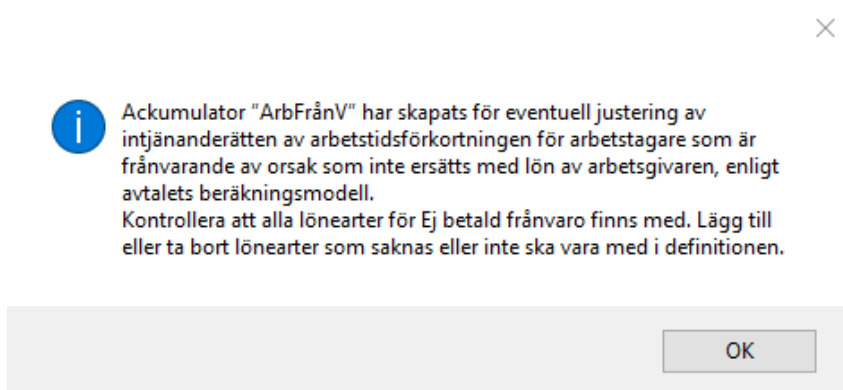 Ackumulator "ArbFrånV" har skapats för eventuell justering av
intjänanderätten av arbetstidsförkortningen för arbetstagare som är
frånvarande av orsak som inte ersätts med lön av arbetsgivaren, enligt
avtalets beräkningsmodell.
Kontrollera att alla lönearter för Ej betald frånvaro finns med. Lägg till
eller ta bort lönearter som saknas eller inte ska vara med i definitionen.
OK